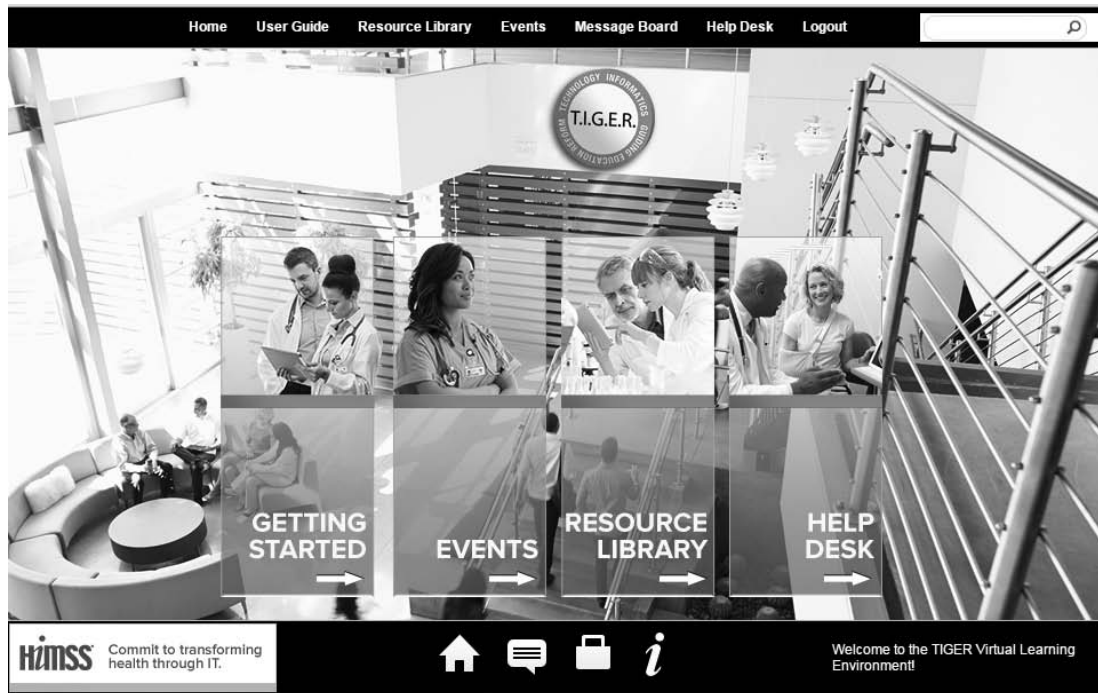 Home User Guide Resource Library Events Message Board Help Desk Logout
TECHNOLOGY INFORMATICS GUIDING EDUCATION REFORM
T.I.G.E.R.
GETTING
STARTED
EVENTS
RESOURCE
LIBRARY
HELP
DESK
HiMSS
Commit to transforming
health through IT.
i
Welcome to the TIGER Virtual Learning
Environment!